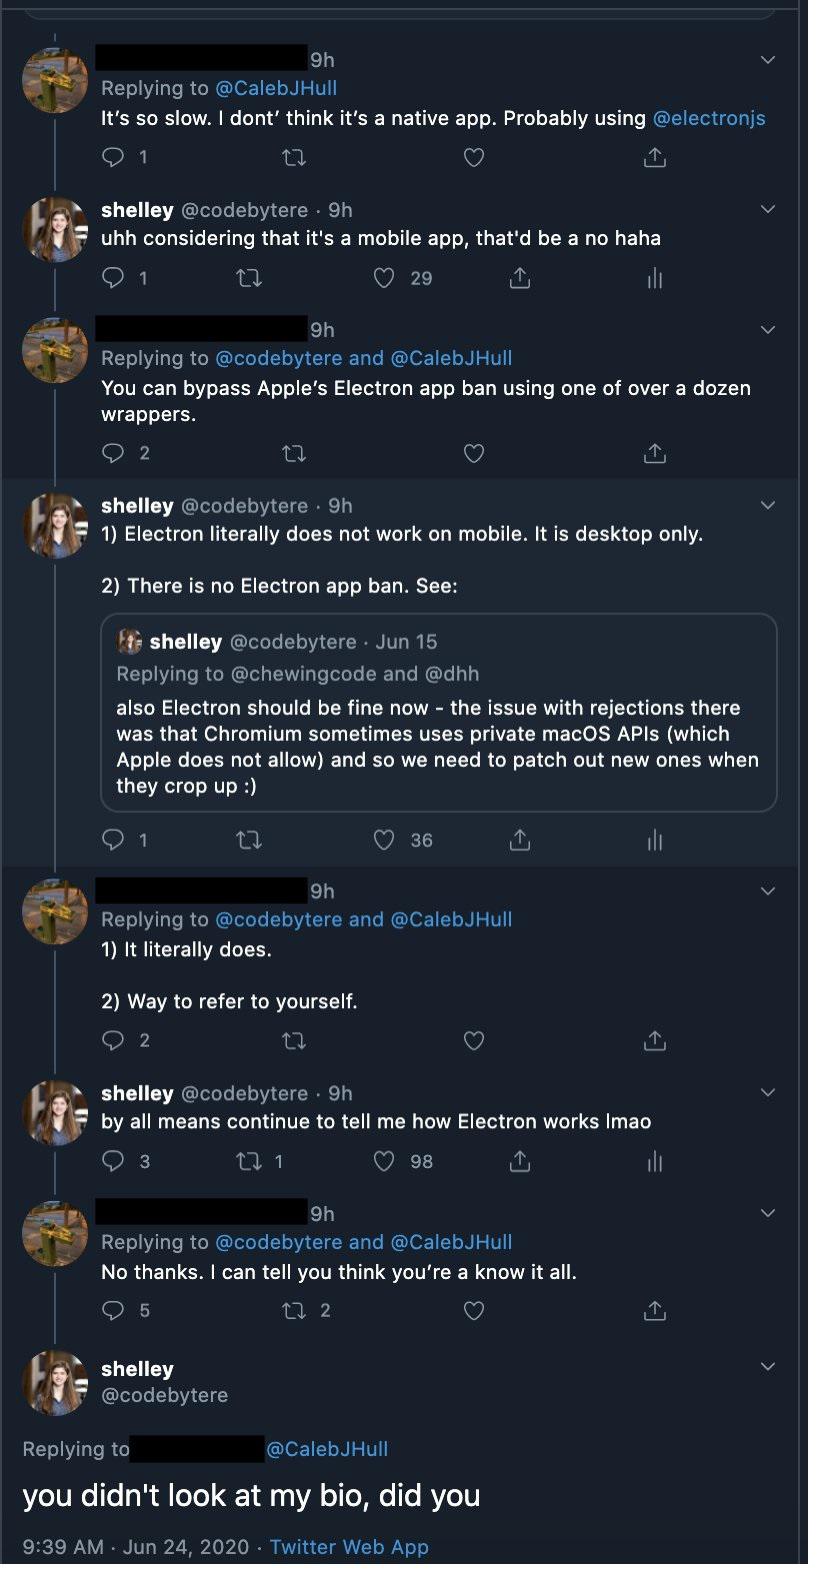 9h
Replying to @CalebJHull
It's so slow. I dont' think it's a native app. Probably using @electronjs
1
shelley @codebytere · 9h
uhh considering that it's a mobile app, that'd be a no haha
1 29
9h
Replying to @codebytere and @CalebJHull
You can bypass Apple's Electron app ban using one of over a dozen
wrappers.
2
shelley @codebytere · 9h
1) Electron literally does not work on mobile. It is desktop only.
2) There is no Electron app ban. See:
shelley @codebytere · Jun 15
Replying to @chewingcode and @dhh
also Electron should be fine now - the issue with rejections there
was that Chromium sometimes uses private macOS APIs (which
Apple does not allow) and so we need to patch out new ones when
they crop up :)
1 36
9h
Replying to @codebytere and @CalebJHull
1) It literally does.
2) Way to refer to yourself.
2
shelley @codebytere · 9h
by all means continue to tell me how Electron works lmao
3 1 98
9h
Replying to @codebytere and @CalebJHull
No thanks. I can tell you think you're a know it all.
5 2
shelley
@codebytere
Replying to @CalebJHull
you didn't look at my bio, did you
9:39 AM · Jun 24, 2020 · Twitter Web App